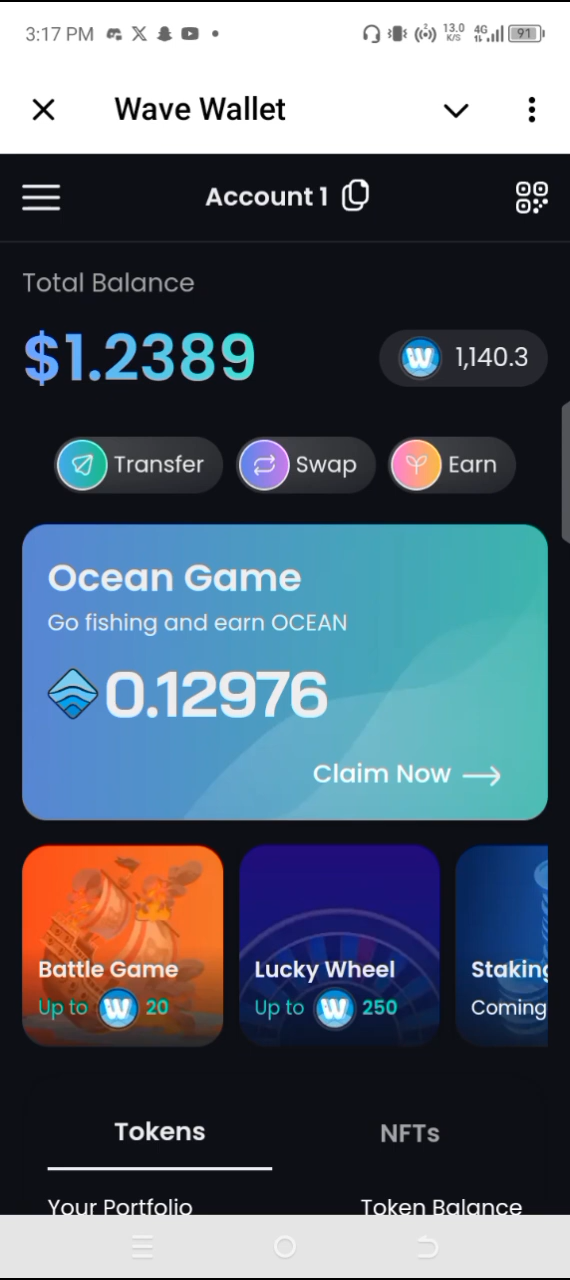 3:17 PM 13.0 K/S 4G 91
Wave Wallet
Account 1
Total Balance
$1.2389 W 1,140.3
Transfer Swap Earn
Ocean Game
Go fishing and earn OCEAN
0.12976
Claim Now
Battle Game Lucky Wheel Staking
Up to W 20 Up to W 250 Coming
Tokens NFTs
Your Portfolio Token Balance